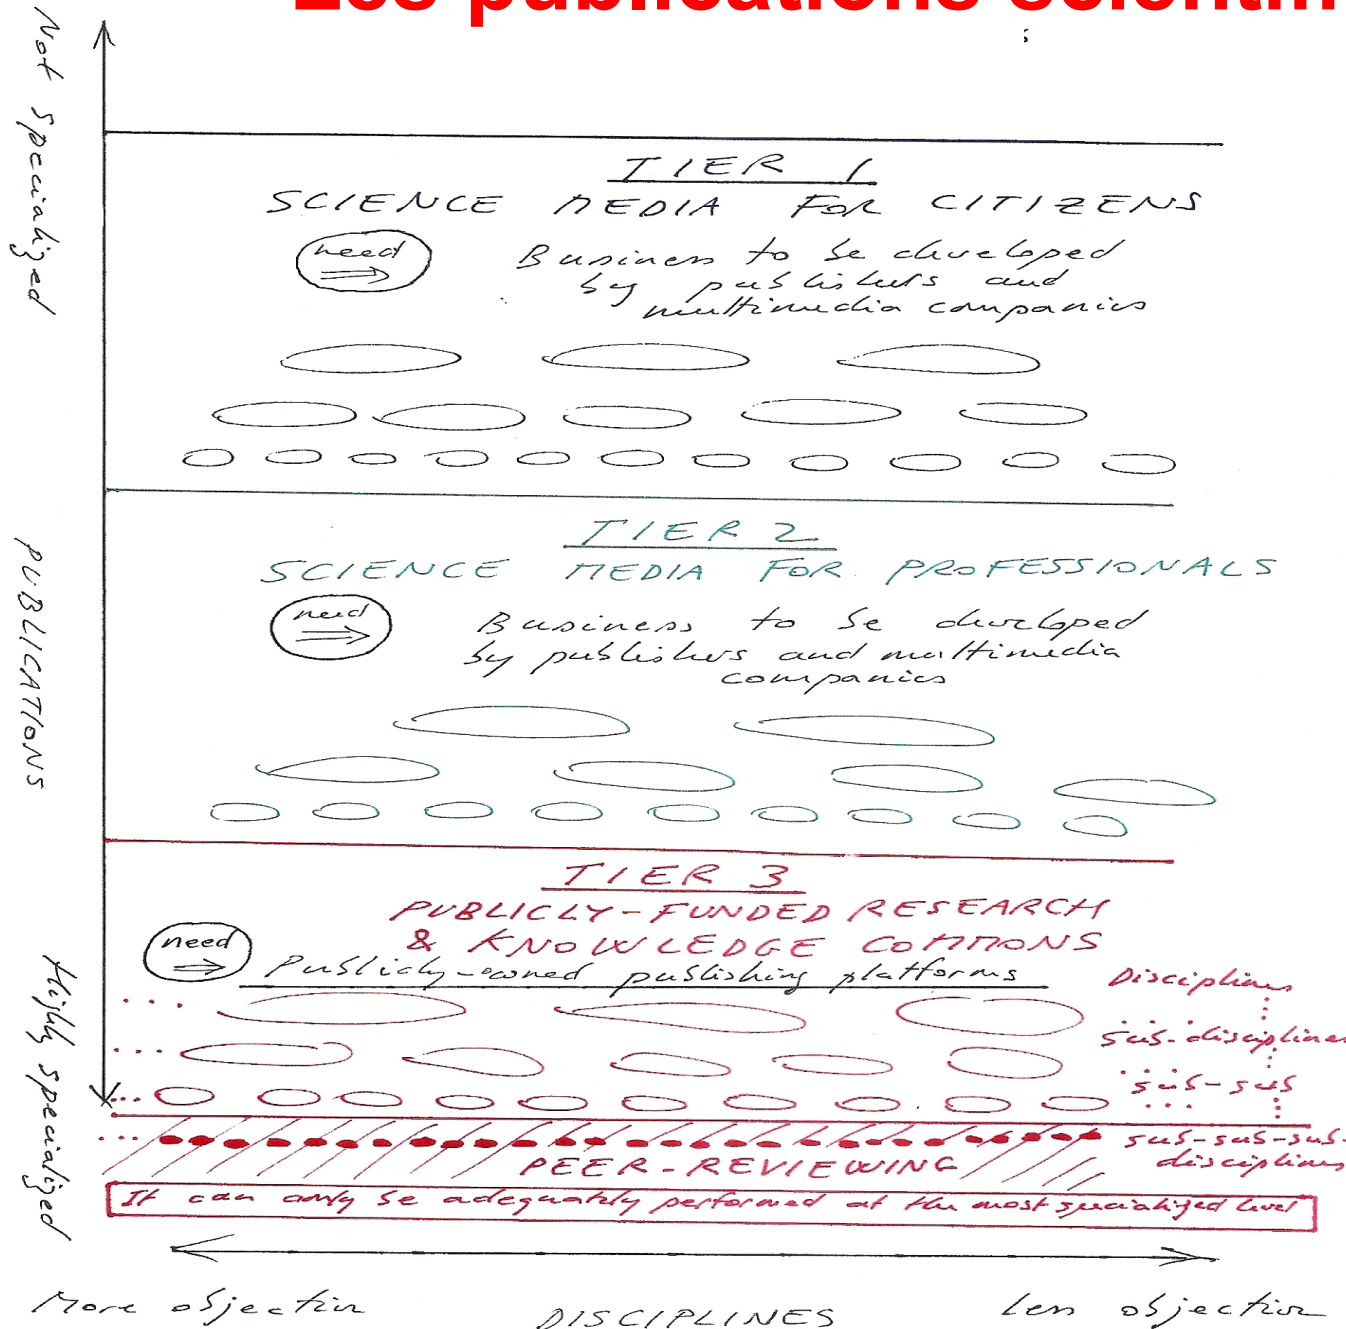 Les publications scientifi
Not specialized
TIER 1
SCIENCE MEDIA FOR CITIZENS
need
Business to be developed
by publishers and
multimedia companies
PUBLICATIONS
TIER 2
SCIENCE MEDIA FOR PROFESSIONALS
need
Business to be developed
by publishers and multimedia
companies
TIER 3
PUBLICLY-FUNDED RESEARCH
& KNOWLEDGE COMMONS
need
Publicly-owned publishing platforms
Highly specialized
Disciplines
sub-disciplines
sub-sub
sub-sub-sub-
disciplines
PEER-REVIEWING
It can only be adequately performed at the most specialized level
More objective
DISCIPLINES
Less objective